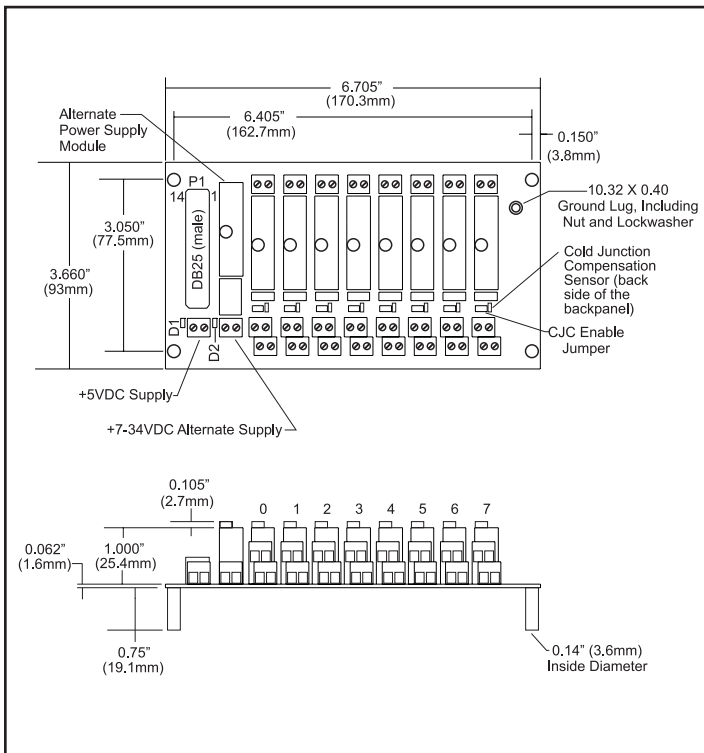 6.705”
(170.3mm)
6.405”
(162.7mm)
0.150”
(3.8mm)
Alternate
Power Supply
Module
P1
14
1
DB25 (male)
3.050”
(77.5mm)
3.660”
(93mm)
D1
D2
10.32 X 0.40
Ground Lug, Including
Nut and Lockwasher
Cold Junction
Compensation
Sensor (back
side of the
backpanel)
CJC Enable
Jumper
+5VDC Supply
+7-34VDC Alternate Supply
0.105”
(2.7mm)
0 1 2 3 4 5 6 7
1.000”
(25.4mm)
0.062”
(1.6mm)
0.75”
(19.1mm)
0.14” (3.6mm)
Inside Diameter